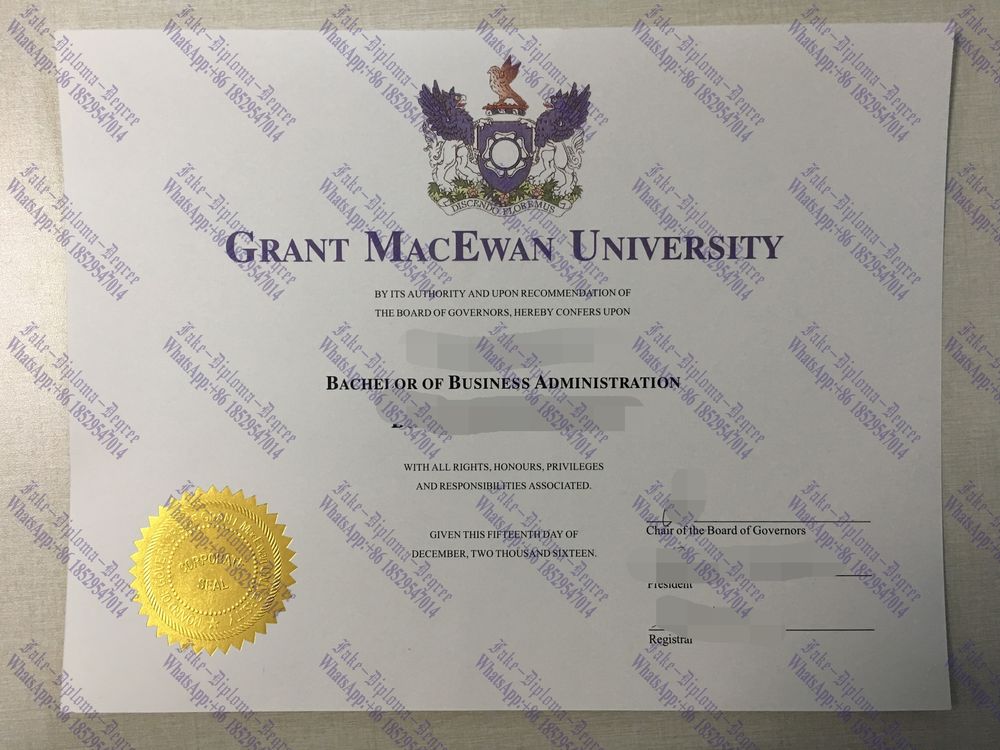 DISCENDO FLOREMUS
GRANT MACEWAN UNIVERSITY
BY ITS AUTHORITY AND UPON RECOMMENDATION OF
THE BOARD OF GOVERNORS, HEREBY CONFERS UPON
BACHELOR OF BUSINESS ADMINISTRATION
WITH ALL RIGHTS, HONOURS, PRIVILEGES
AND RESPONSIBILITIES ASSOCIATED.
GIVEN THIS FIFTEENTH DAY OF
DECEMBER, TWO THOUSAND SIXTEEN.
Chair of the Board of Governors
President
Registrar
CORPORATE
SEAL
Fake-Diploma-Degree
WhatsApp:+86 18529547014